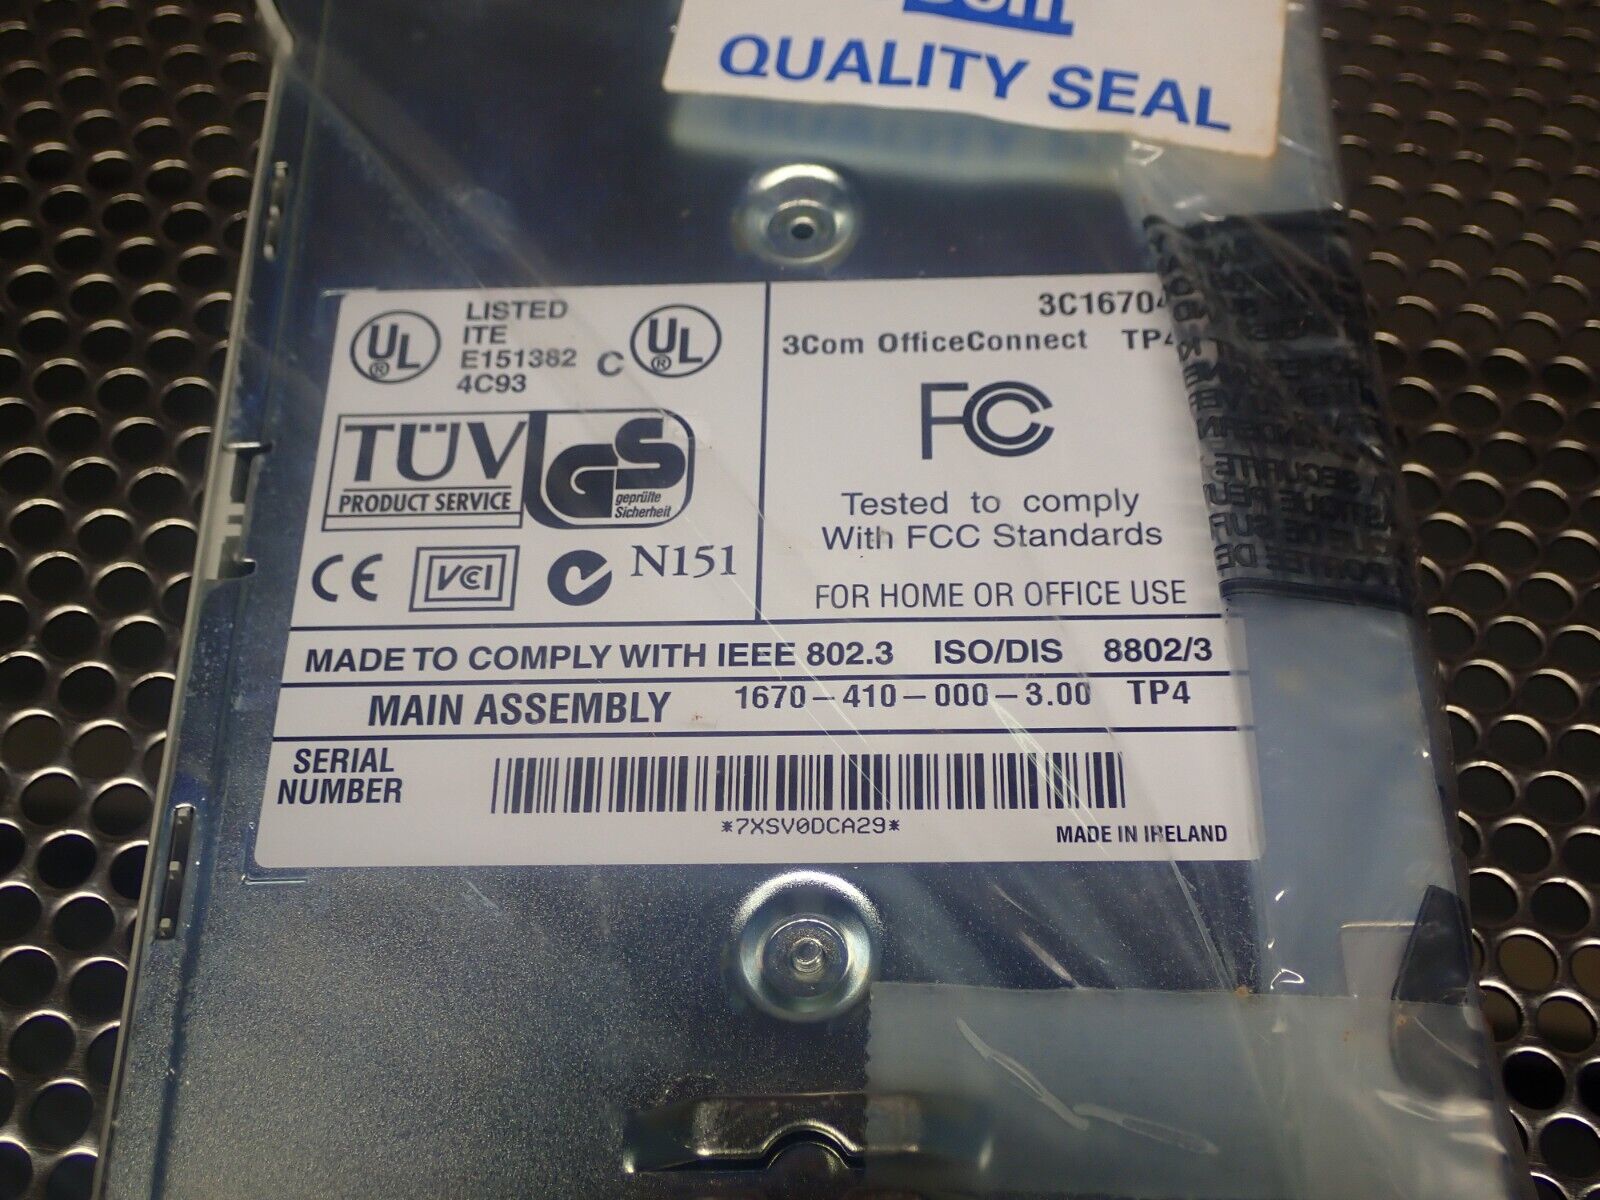 QUALITY SEAL
LISTED
ITE
E151382
4C93
UL
®
C
UL
®
TÜV
PRODUCT SERVICE
GS
geprüfte
Sicherheit
CE
VCI
N151
3C16704
3Com OfficeConnect TP4
FC
Tested to comply
With FCC Standards
FOR HOME OR OFFICE USE
MADE TO COMPLY WITH IEEE 802.3 ISO/DIS 8802/3
MAIN ASSEMBLY 1670-410-000-3.00 TP4
SERIAL
NUMBER
*7XSV0DCA29*
MADE IN IRELAND